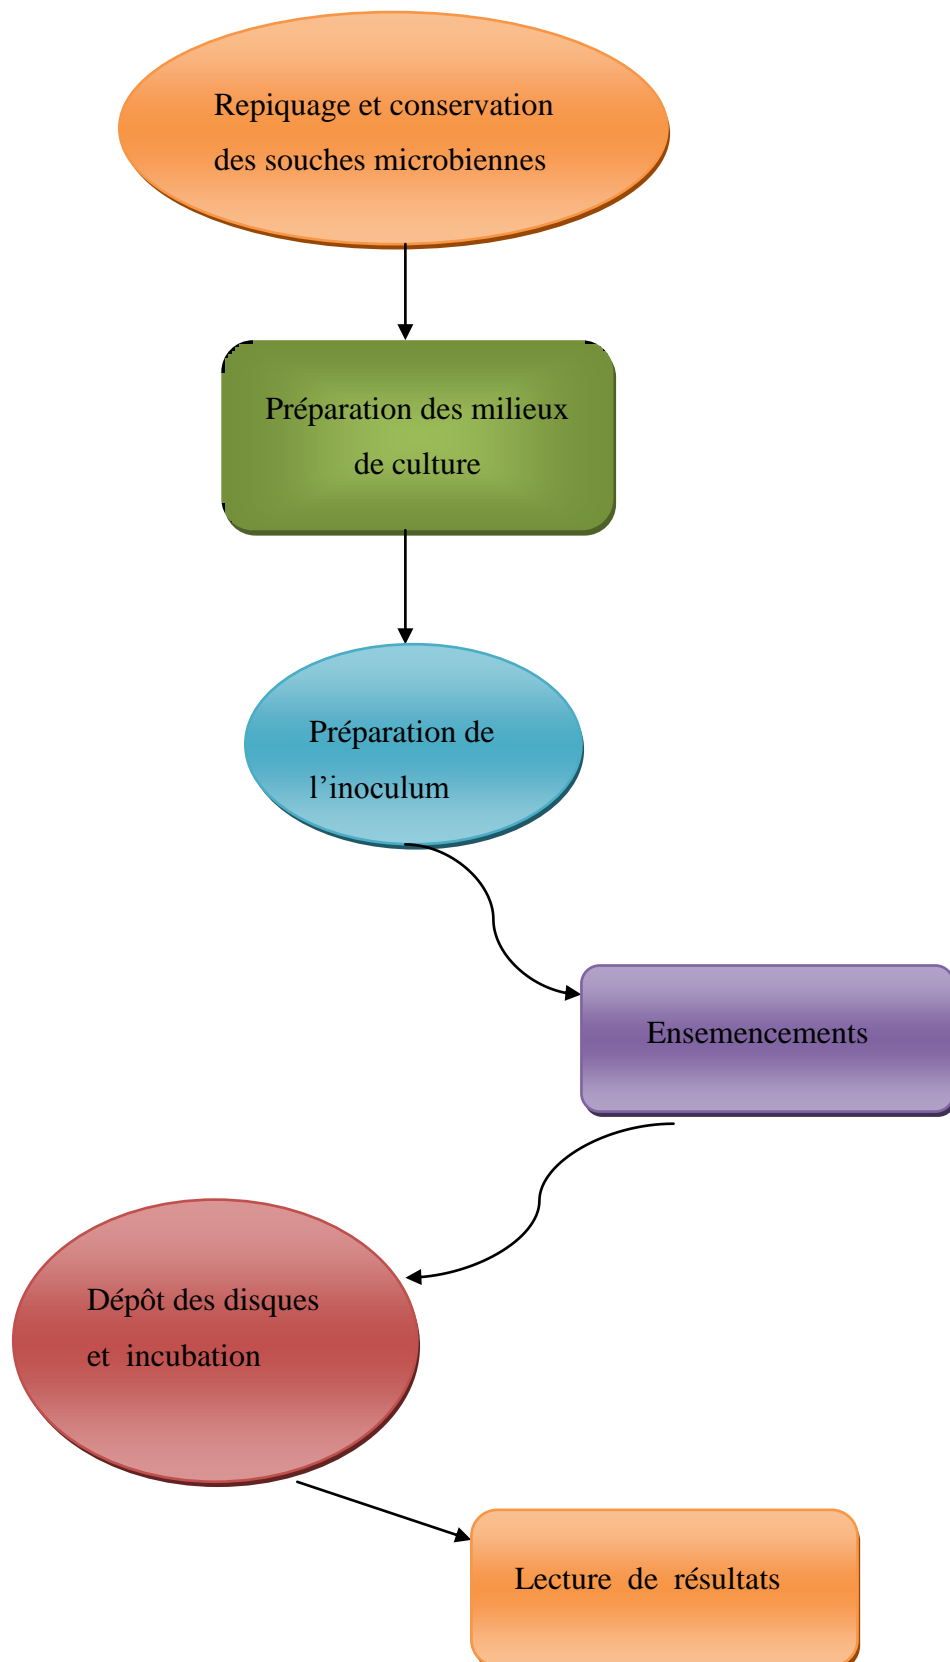 Repiquage et conservation
des souches microbiennes
Préparation des milieux
de culture
Préparation de
l’inoculum
Ensemencements
Dépôt des disques
et incubation
Lecture de résultats